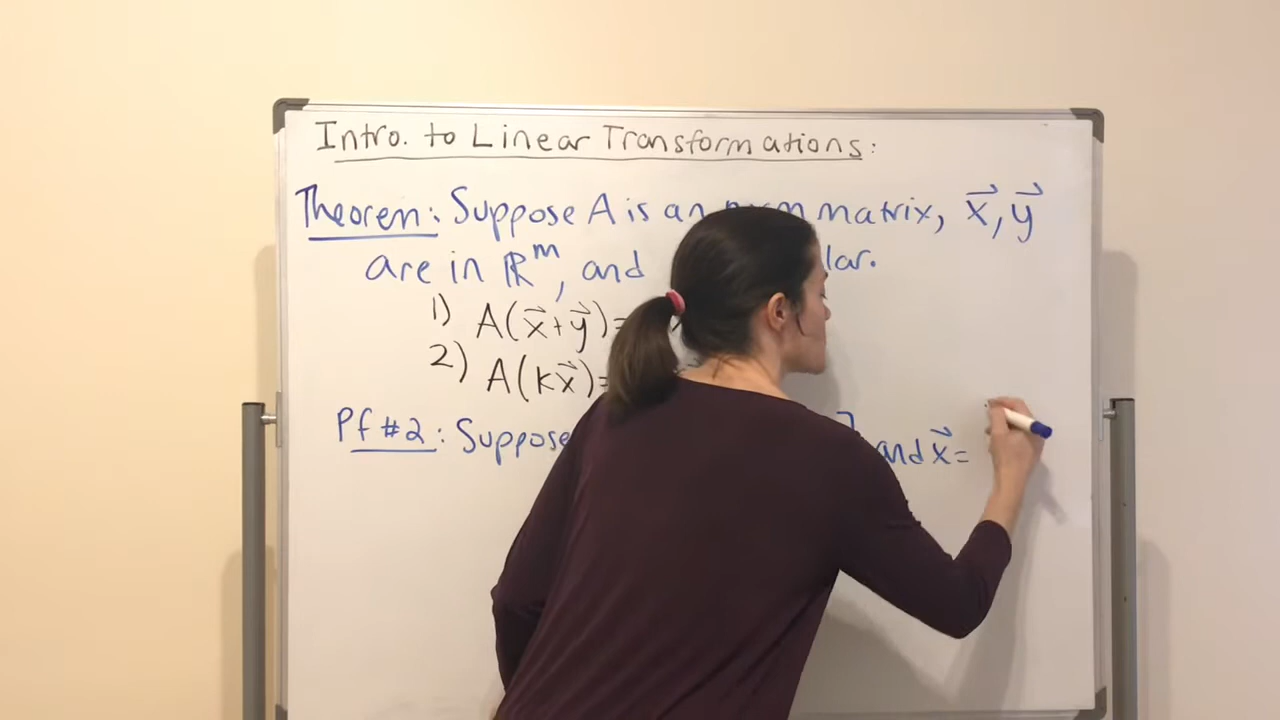 Intro. to Linear Transformations:
Theorem: Suppose A is an matrix, x⃗, y⃗
are in ℝᵐ, and
1) A(x⃗+y⃗)=
2) A(kx⃗)=
Pf #2: Suppose and x⃗=